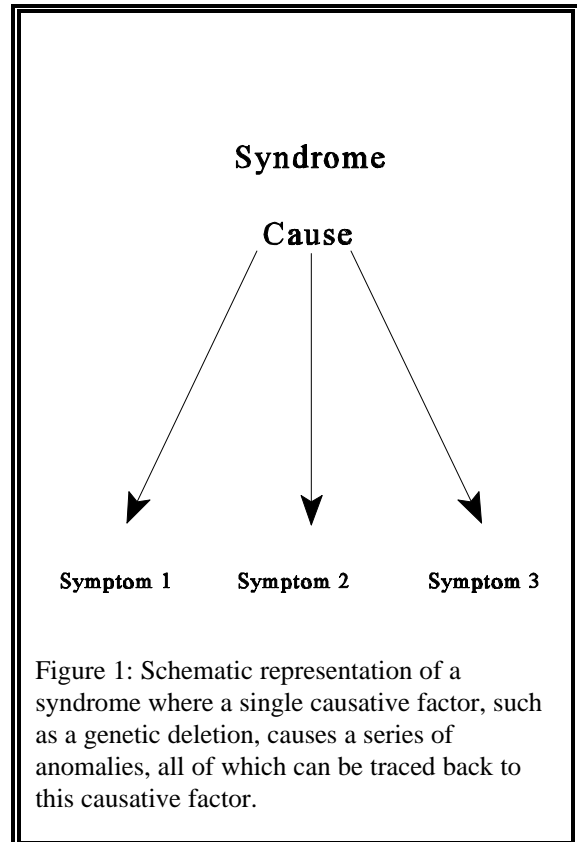 Syndrome
Cause
Symptom 1 Symptom 2 Symptom 3
Figure 1: Schematic representation of a
syndrome where a single causative factor, such
as a genetic deletion, causes a series of
anomalies, all of which can be traced back to
this causative factor.